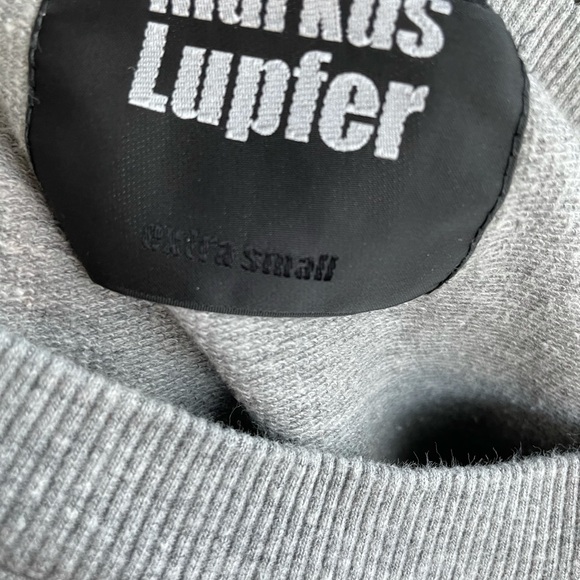 Markus
Lupfer
extra small